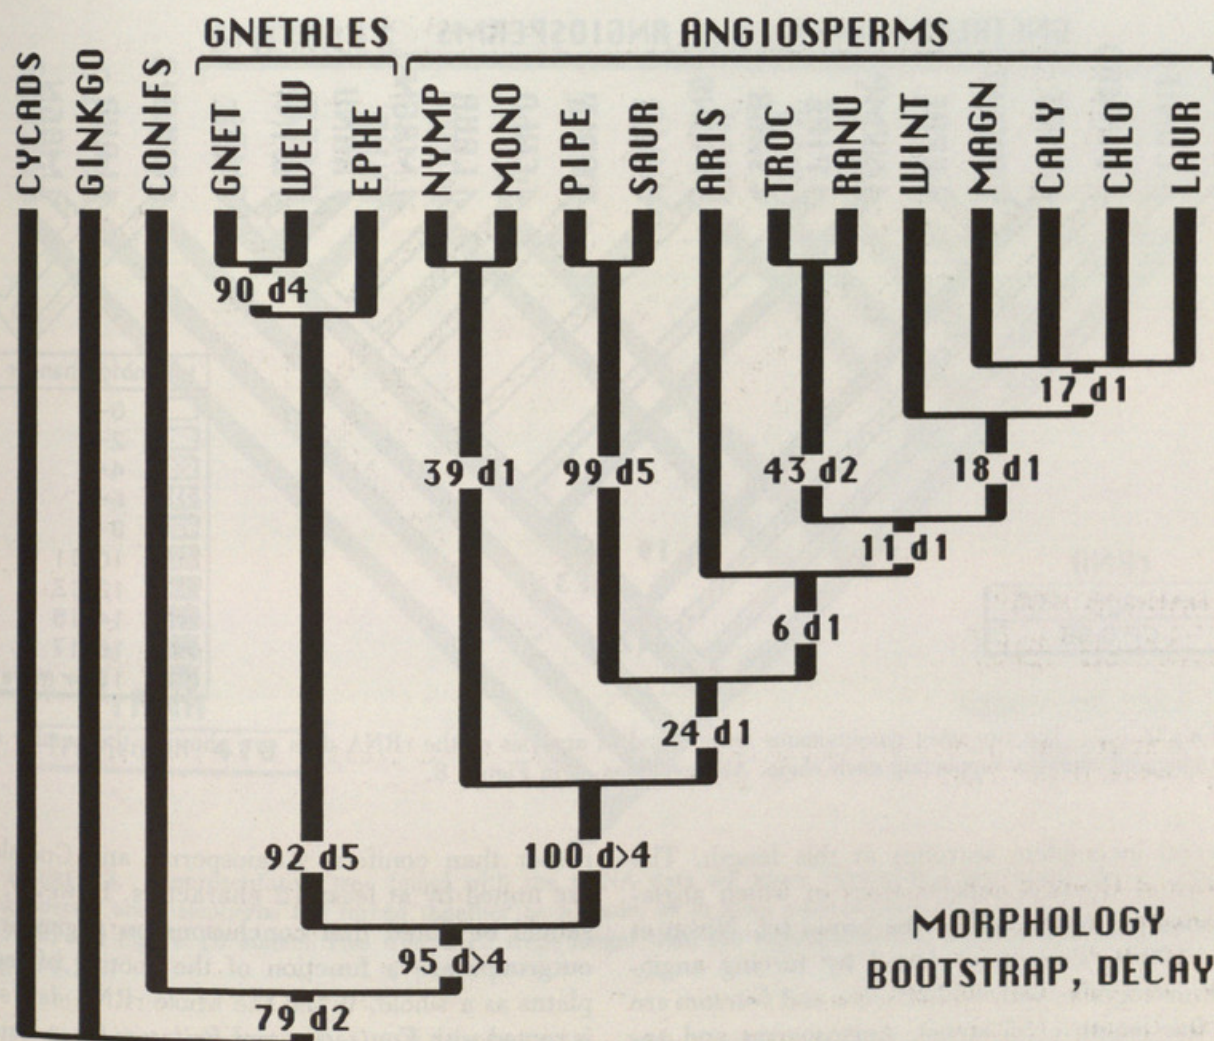 GNETALES ANGIOSPERMS
CYCADS GINKGO CONIFS GNET WELW EPHE NYMP MONO PIPE SAUR ARIS TROC RANU WINT MAGN CALY CHLO LAUR
90 d4
17 d1
39 d1 99 d5 43 d2 18 d1
11 d1
6 d1
24 d1
92 d5 100 d>4
MORPHOLOGY
95 d>4
BOOTSTRAP, DECAY
79 d2